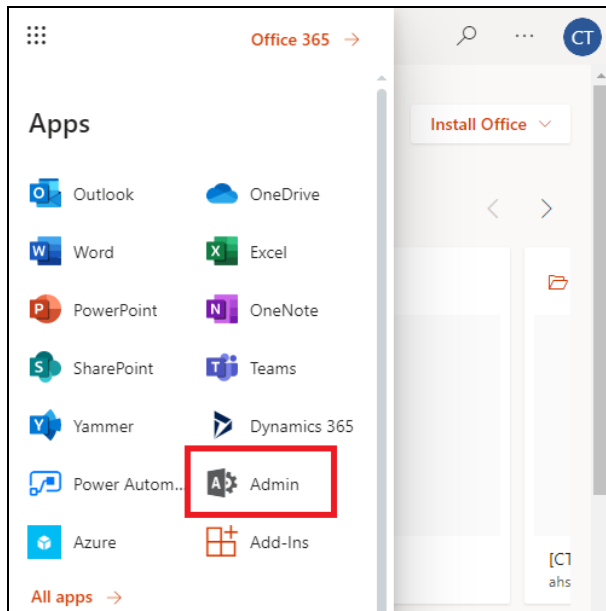 Office 365 →
CT
Apps
Install Office
Outlook OneDrive
Word Excel
PowerPoint OneNote
SharePoint Teams
Yammer Dynamics 365
Power Autom... Admin
Azure Add-Ins
All apps →
[CT
ahs